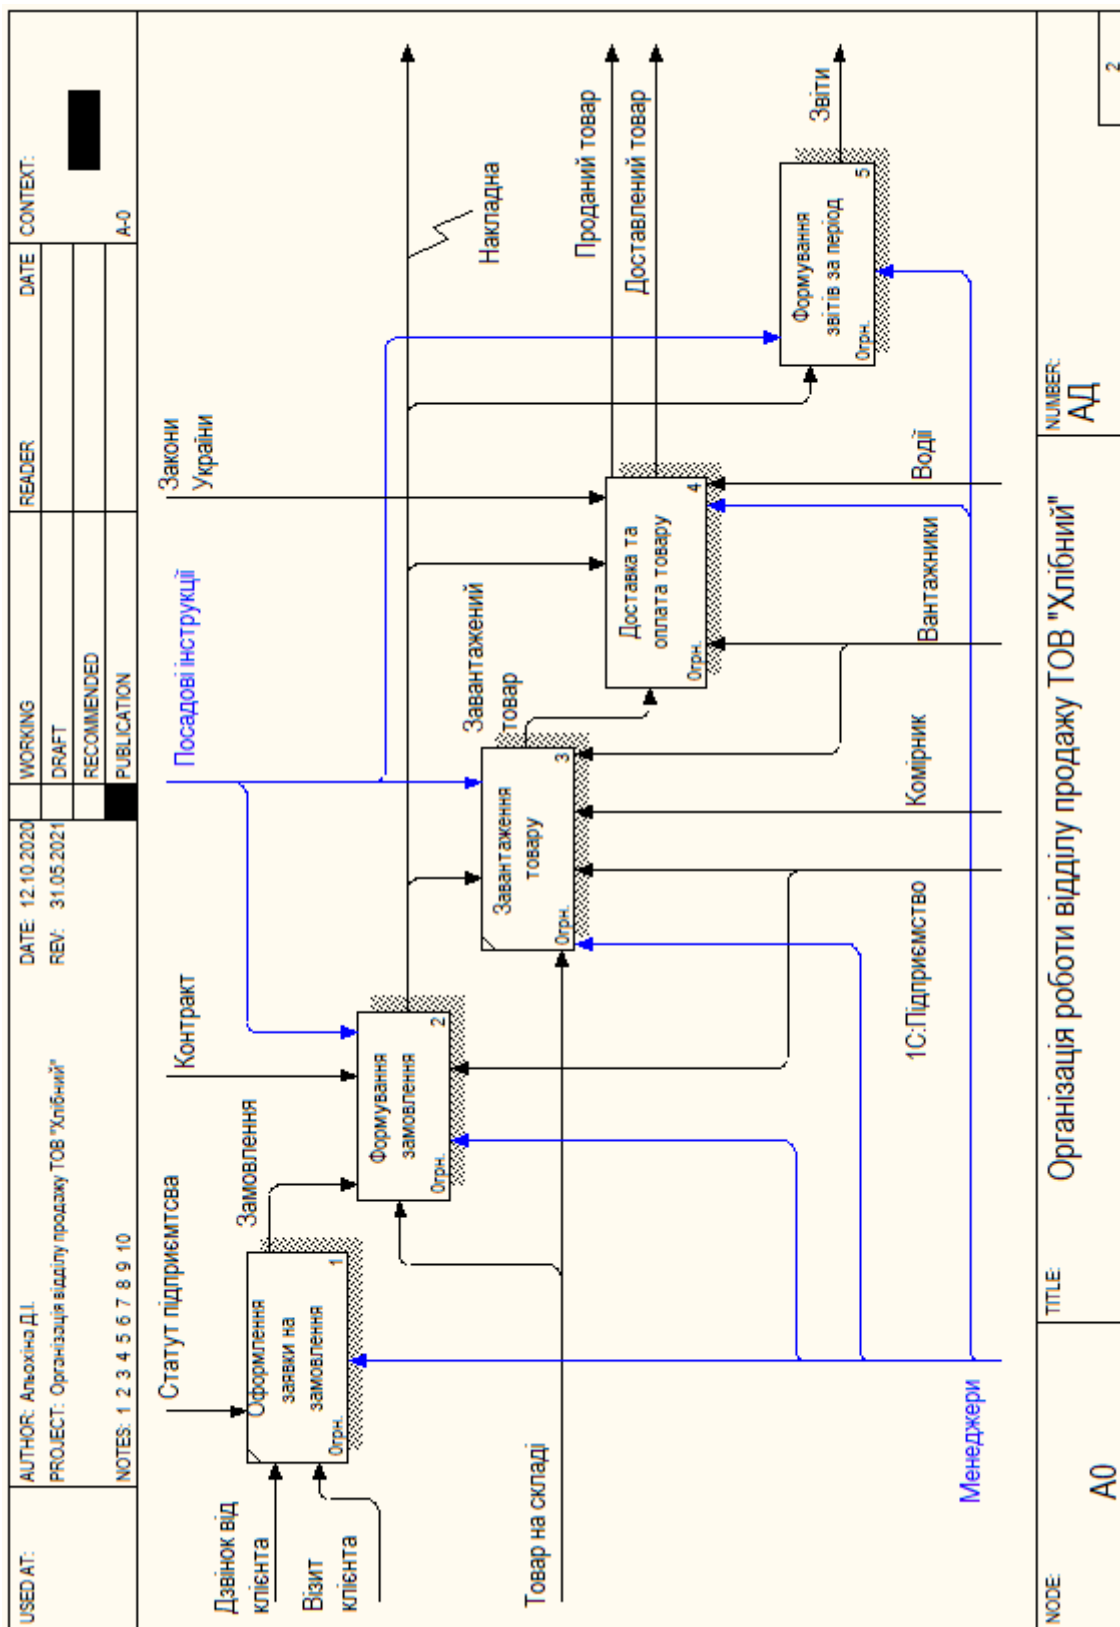 USED AT:
AUTHOR: Альохіна Д.І.
DATE: 12.10.2020
PROJECT: Організація відділу продажу ТОВ "Хлібний"
REV: 31.05.2021
NOTES: 1 2 3 4 5 6 7 8 9 10
WORKING
DRAFT
RECOMMENDED
PUBLICATION
READER
DATE
CONTEXT:
A-0
Статут підприємтсва
Контракт
Посадові інструкції
Закони
України
Дзвінок від
клієнта
Візит
клієнта
Оформлення
заявки на
замовлення
0грн.
1
Замовлення
Формування
замовлення
0грн.
2
Накладна
Товар на складі
Завантаження
товару
0грн.
3
Завантажений
товар
Доставка та
оплата товару
0грн.
4
Проданий товар
Доставлений товар
Формування
звітів за період
0грн.
5
Звіти
Менеджери
1С:Підприємство
Комірник
Вантажники
Водії
NODE:
A0
TITLE:
Організація роботи відділу продажу ТОВ "Хлібний"
NUMBER:
АД
2